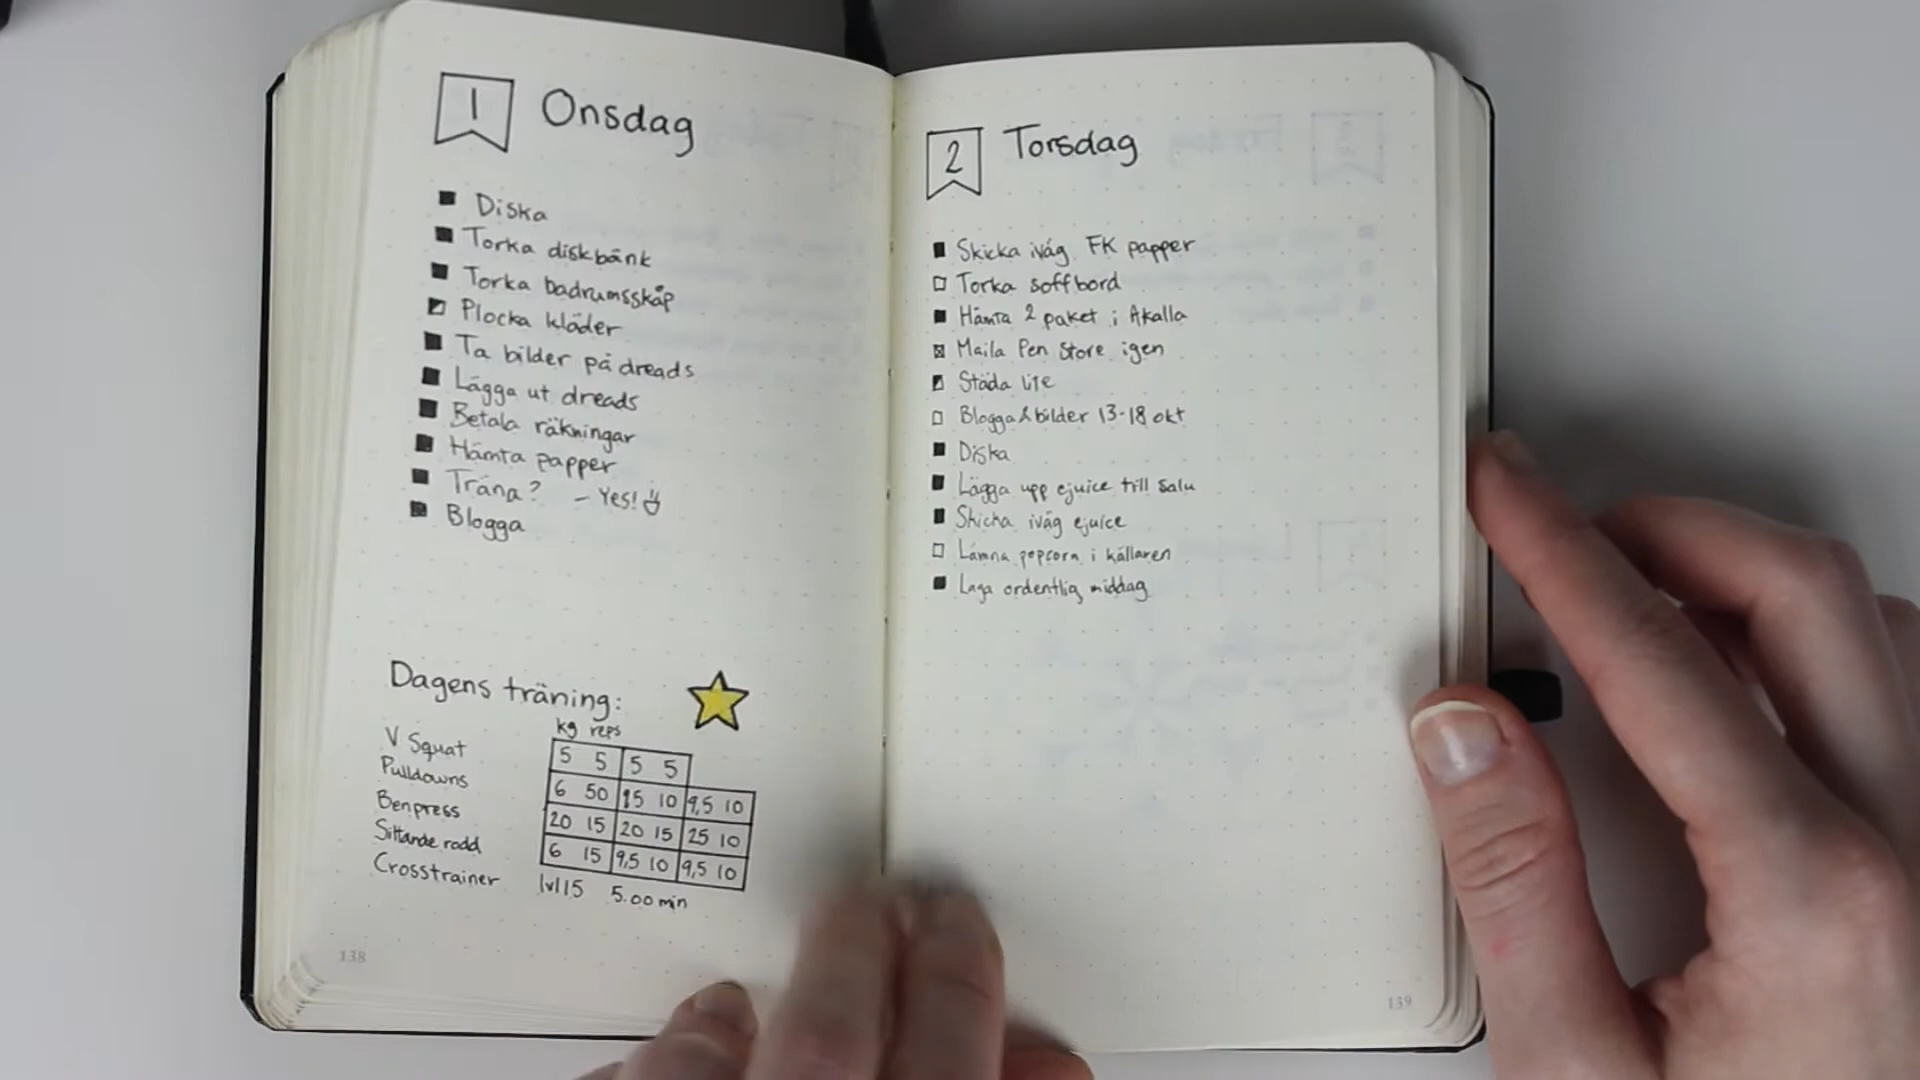 1 Onsdag
Diska
Torka diskbänk
Torka badrumsskåp
Plocka kläder
Ta bilder på dreads
Lägga ut dreads
Betala räkningar
Hämta papper
Träna? - Yes!
Blogga
Dagens träning:
kg reps
V Squat 5 5 5 5
Pulldowns 6 50 15 10 9,5 10
Benpress 20 15 20 15 25 10
Sittande rodd 6 15 9,5 10 9,5 10
Crosstrainer lvl 15 5.00 min
138
2 Torsdag
Skicka iväg FK papper
Torka soffbord
Hämta 2 paket i Akalla
Maila Pen Store igen
Städa lite
Blogga & bilder 13-18 okt
Diska
Lägga upp ejuice till salu
Skicka iväg ejuice
Lämna popcorn i källaren
Laga ordentlig middag
139